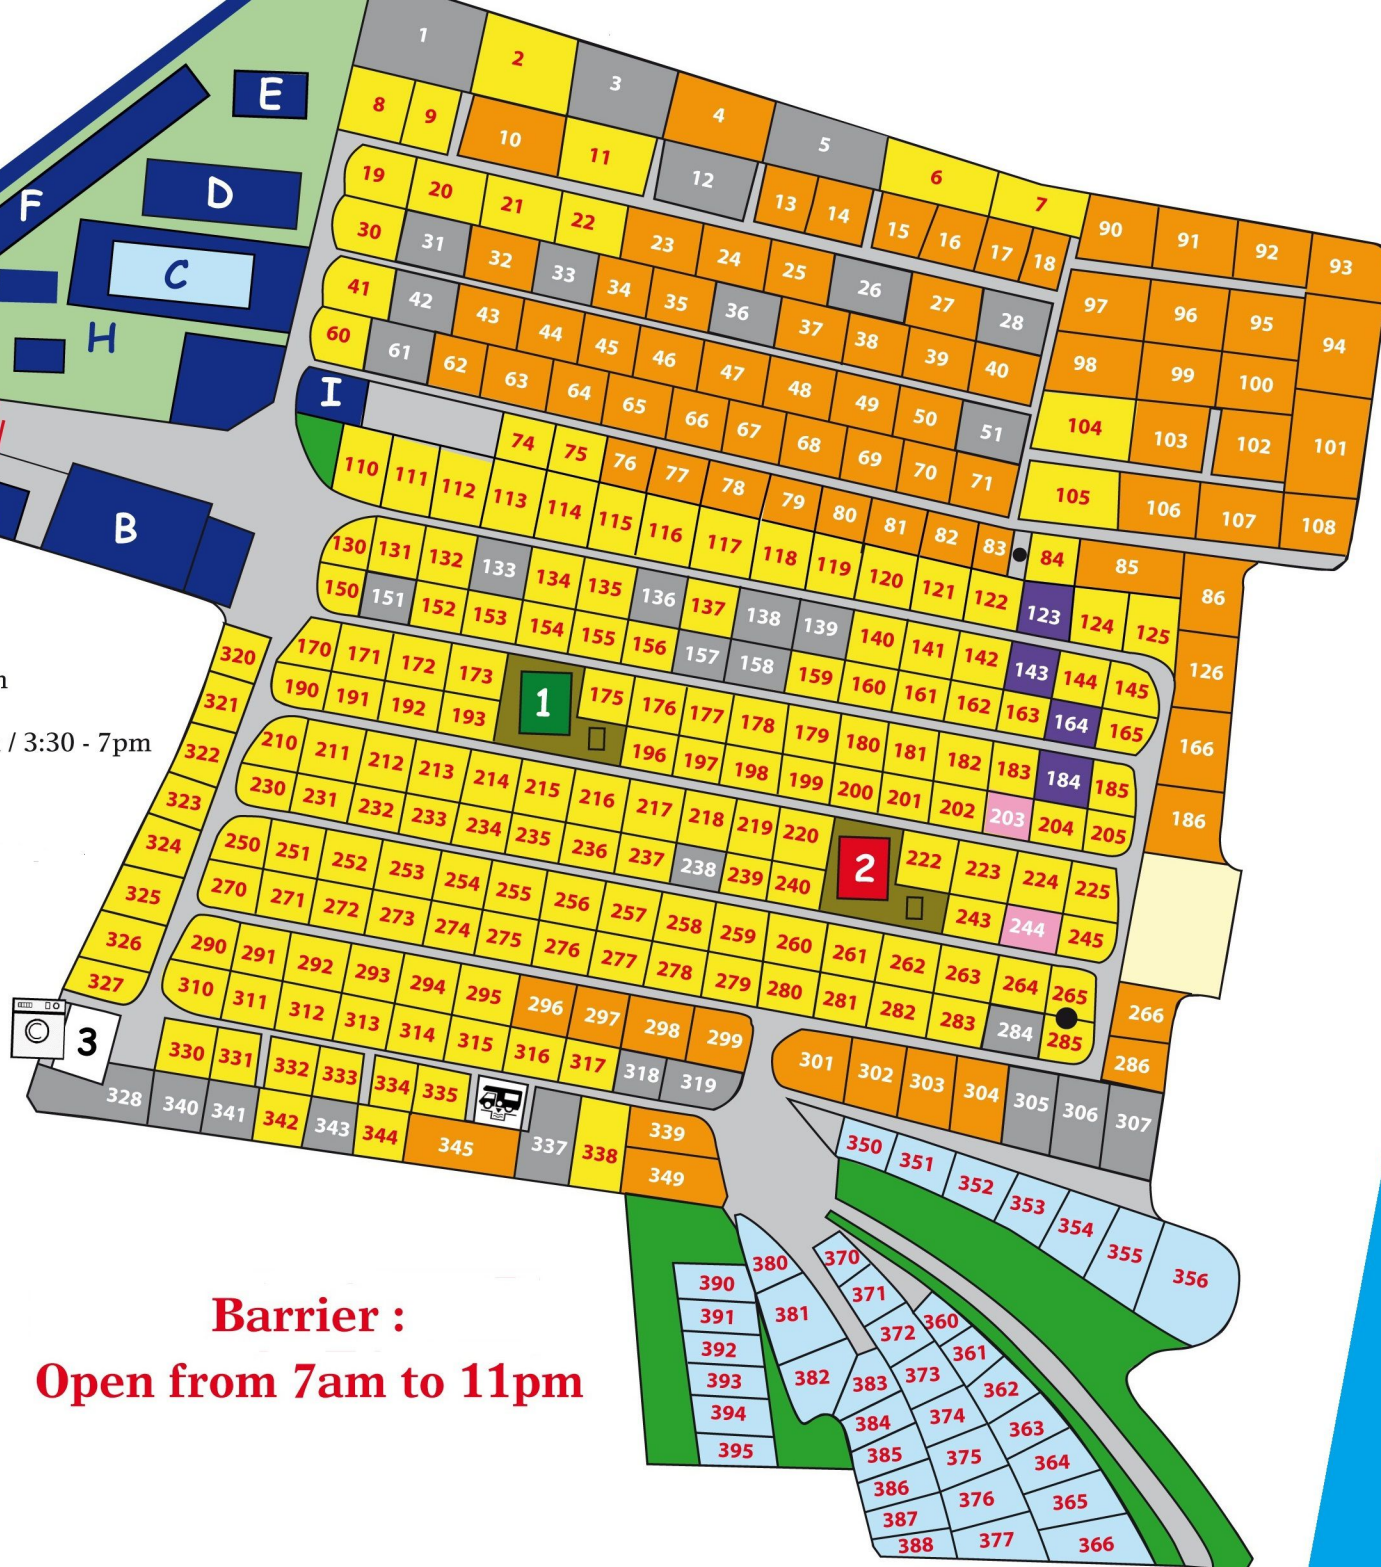 1 2 3 4 5 6 7
E 8 9 10 11 12 13 14 15 16 17 18 90 91 92 93
F D 19 20 21 22 23 24 25 26 27 28 97 96 95 94
C 30 31 32 33 34 35 36 37 38 39 40 98 99 100
H 41 42 43 44 45 46 47 48 49 50 51 104 103 102 101
60 61 62 63 64 65 66 67 68 69 70 71 105 106 107 108
I 74 75 76 77 78 79 80 81 82 83 84 85 86
B 110 111 112 113 114 115 116 117 118 119 120 121 122 123 124 125 126
130 131 132 133 134 135 136 137 138 139 140 141 142 143 144 145
150 151 152 153 154 155 156 157 158 159 160 161 162 163 164 165 166
170 171 172 173 1 175 176 177 178 179 180 181 182 183 184 185 186
190 191 192 193 196 197 198 199 200 201 202 203 204 205
n
/ 3:30 - 7pm
320 321 322 323 324 325 326 327
210 211 212 213 214 215 216 217 218 219 220 2 222 223 224 225
230 231 232 233 234 235 236 237 238 239 240 243 244 245
250 251 252 253 254 255 256 257 258 259 260 261 262 263 264 265 266
270 271 272 273 274 275 276 277 278 279 280 281 282 283 284 285 286
290 291 292 293 294 295 296 297 298 299
310 311 312 313 314 315 316 317 318 319
301 302 303 304 305 306 307
3 330 331 332 333 334 335
328 340 341 342 343 344 345 337 338 339
349
350 351 352 353 354 355 356
380 370
390 381 371 360
391 372 361
392 382 383 373 362
393 384 374 363
394 385 375 364
395 386 376 365
387 377 366
388
Barrier :
Open from 7am to 11pm